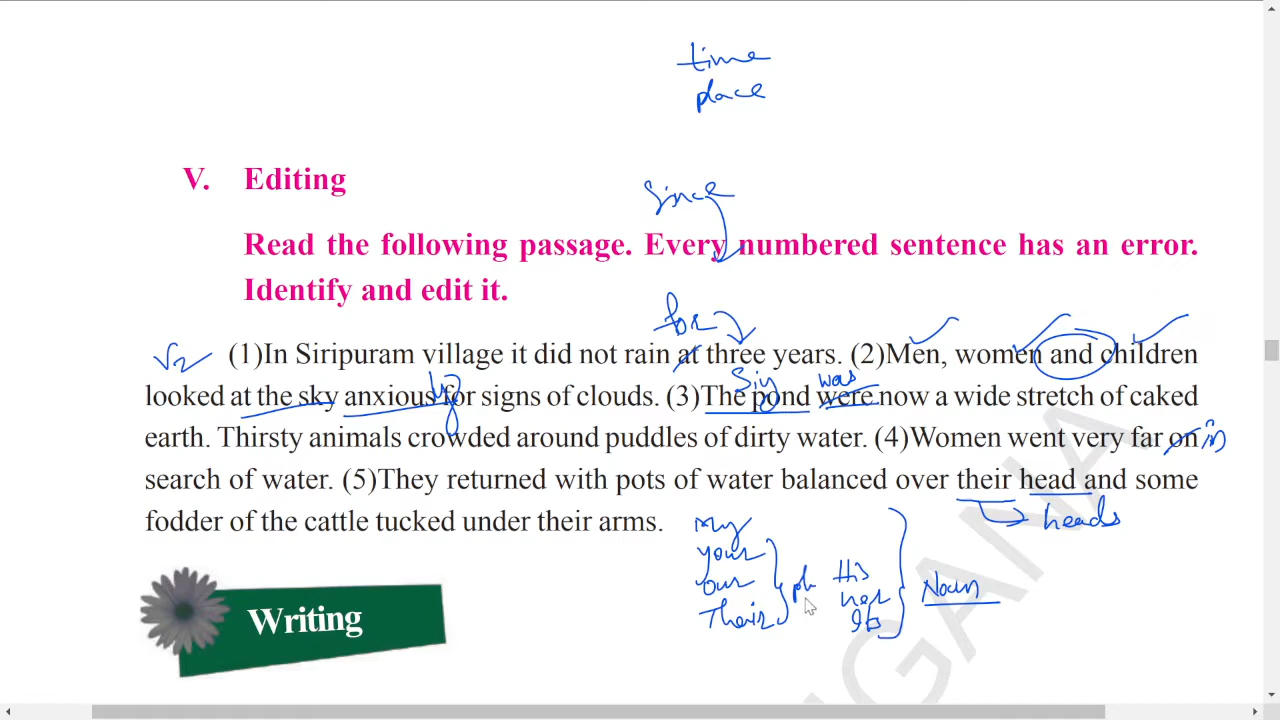 time
place
V. Editing
since
Read the following passage. Every numbered sentence has an error.
Identify and edit it.
for
(1)In Siripuram village it did not rain at three years. (2)Men, women and children
Sig was
looked at the sky anxiously for signs of clouds. (3)The pond were now a wide stretch of caked
earth. Thirsty animals crowded around puddles of dirty water. (4)Women went very far on in
search of water. (5)They returned with pots of water balanced over their head and some
heads
fodder of the cattle tucked under their arms.
my
your
our
Their
pl
His
her
Its
Noun
Writing